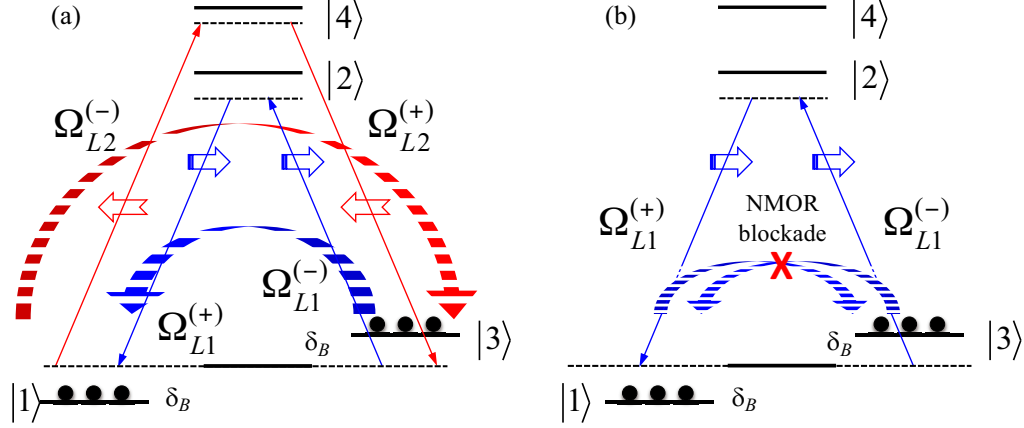 (a)
|4⟩
|2⟩
Ω_{L2}^{(-)}
Ω_{L2}^{(+)}
Ω_{L1}^{(-)}
Ω_{L1}^{(+)}
δ_B
|3⟩
|1⟩
δ_B
(b)
|4⟩
|2⟩
NMOR
blockade
Ω_{L1}^{(+)}
Ω_{L1}^{(-)}
X
δ_B
|3⟩
|1⟩
δ_B